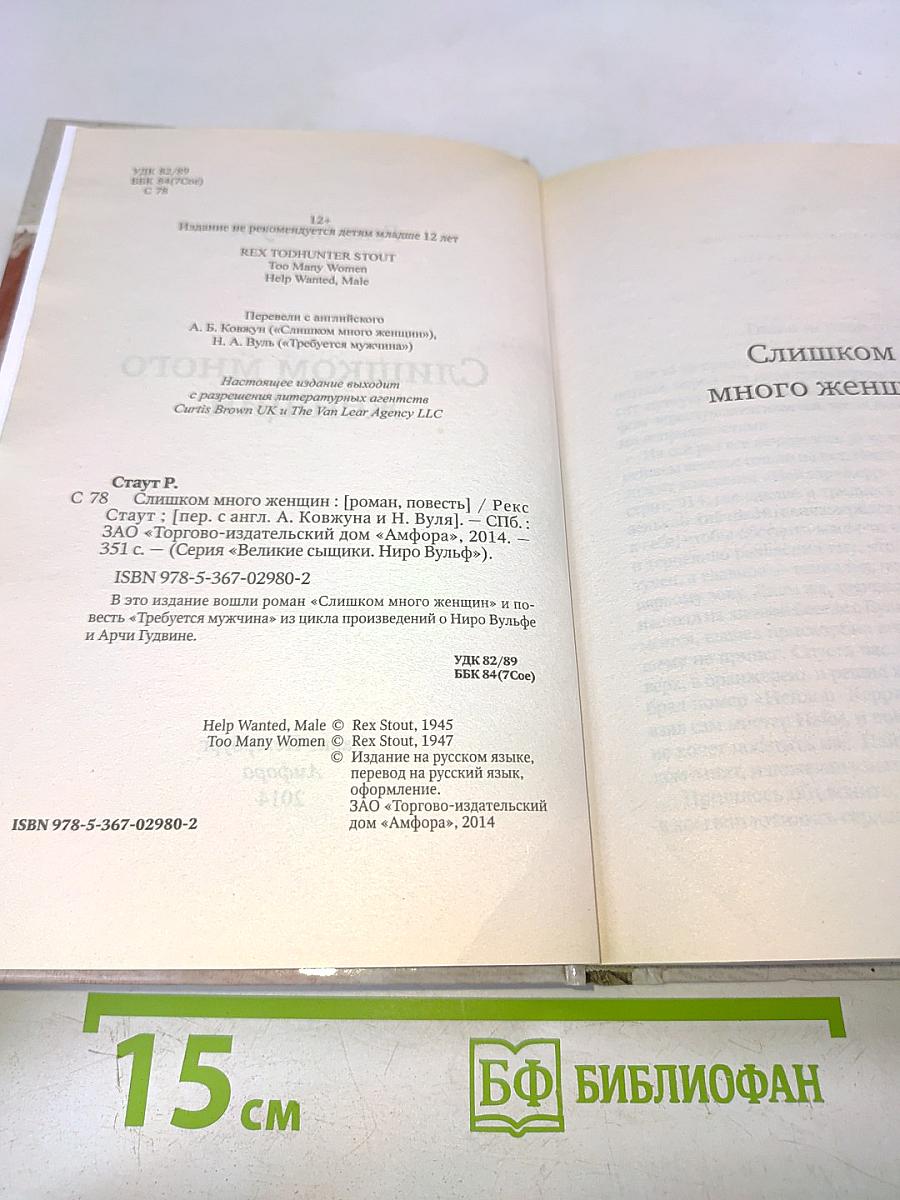 УДК 82/89
ББК 84(7Сое)
С 78
12+
Издание не рекомендуется детям младше 12 лет
REX TODHUNTER STOUT
Too Many Women
Help Wanted, Male
Перевели с английского
А. Б. Ковжун («Слишком много женщин»),
Н. А. Вуль («Требуется мужчина»)
Настоящее издание выходит
с разрешения литературных агентств
Curtis Brown UK и The Van Lear Agency LLC
Стаут Р.
С 78 Слишком много женщин : [роман, повесть] / Рекс
Стаут ; [пер. с англ. А. Ковжуна и Н. Вуля]. — СПб. :
ЗАО «Торгово-издательский дом «Амфора», 2014. —
351 с. — (Серия «Великие сыщики. Ниро Вульф»).
ISBN 978-5-367-02980-2
В это издание вошли роман «Слишком много женщин» и по-
весть «Требуется мужчина» из цикла произведений о Ниро Вульфе
и Арчи Гудвине.
УДК 82/89
ББК 84(7Сое)
Help Wanted, Male © Rex Stout, 1945
Too Many Women © Rex Stout, 1947
© Издание на русском языке,
перевод на русский язык,
оформление.
ЗАО «Торгово-издательский
дом «Амфора», 2014
ISBN 978-5-367-02980-2
Слишком
много женщ
15 см
БФ БИБЛИОФАН